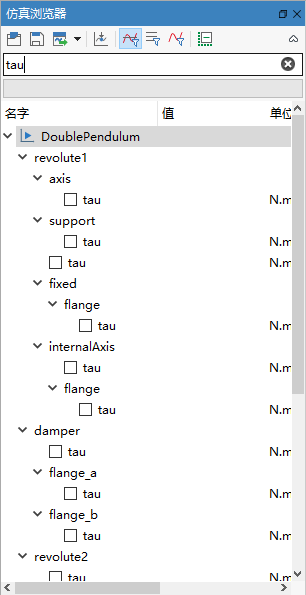 仿真浏览器
tau
名字 值 单位
DoublePendulum
revolute1
axis
tau N.m
support
tau N.m
tau N.m
fixed
flange
tau N.m
internalAxis
tau N.m
flange
tau N.m
damper
tau N.m
flange_a
tau N.m
flange_b
tau N.m
revolute2
tau N.m